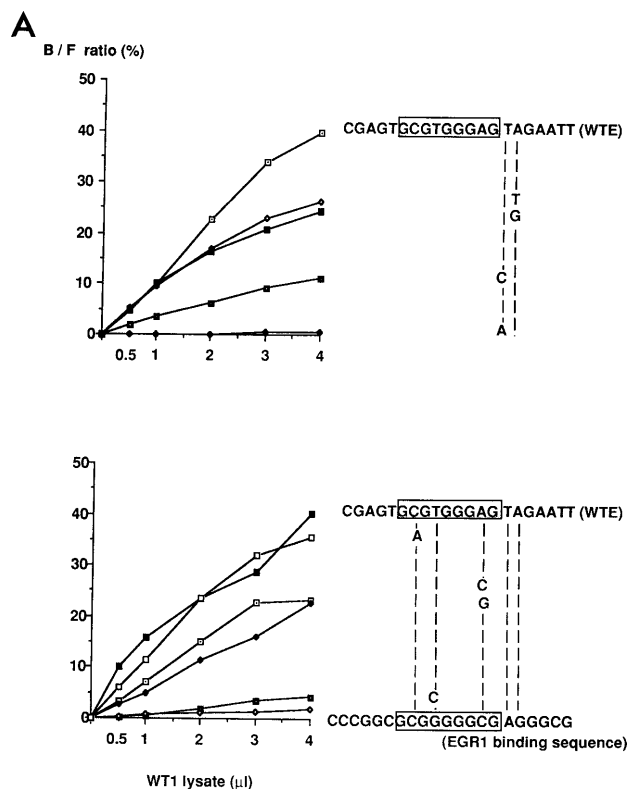 A
B / F ratio (%)
50
40
30
20
10
0
0.5 1 2 3 4
CGAGTGCGTGGGAGTAGAATT (WTE)
T
G
C
A
50
40
30
20
10
0
0.5 1 2 3 4
WT1 lysate (µl)
CGAGTGCGTGGGAGTAGAATT (WTE)
A
C
G
C
CCCGGCGCGGGGGCGAGGGCG
(EGR1 binding sequence)